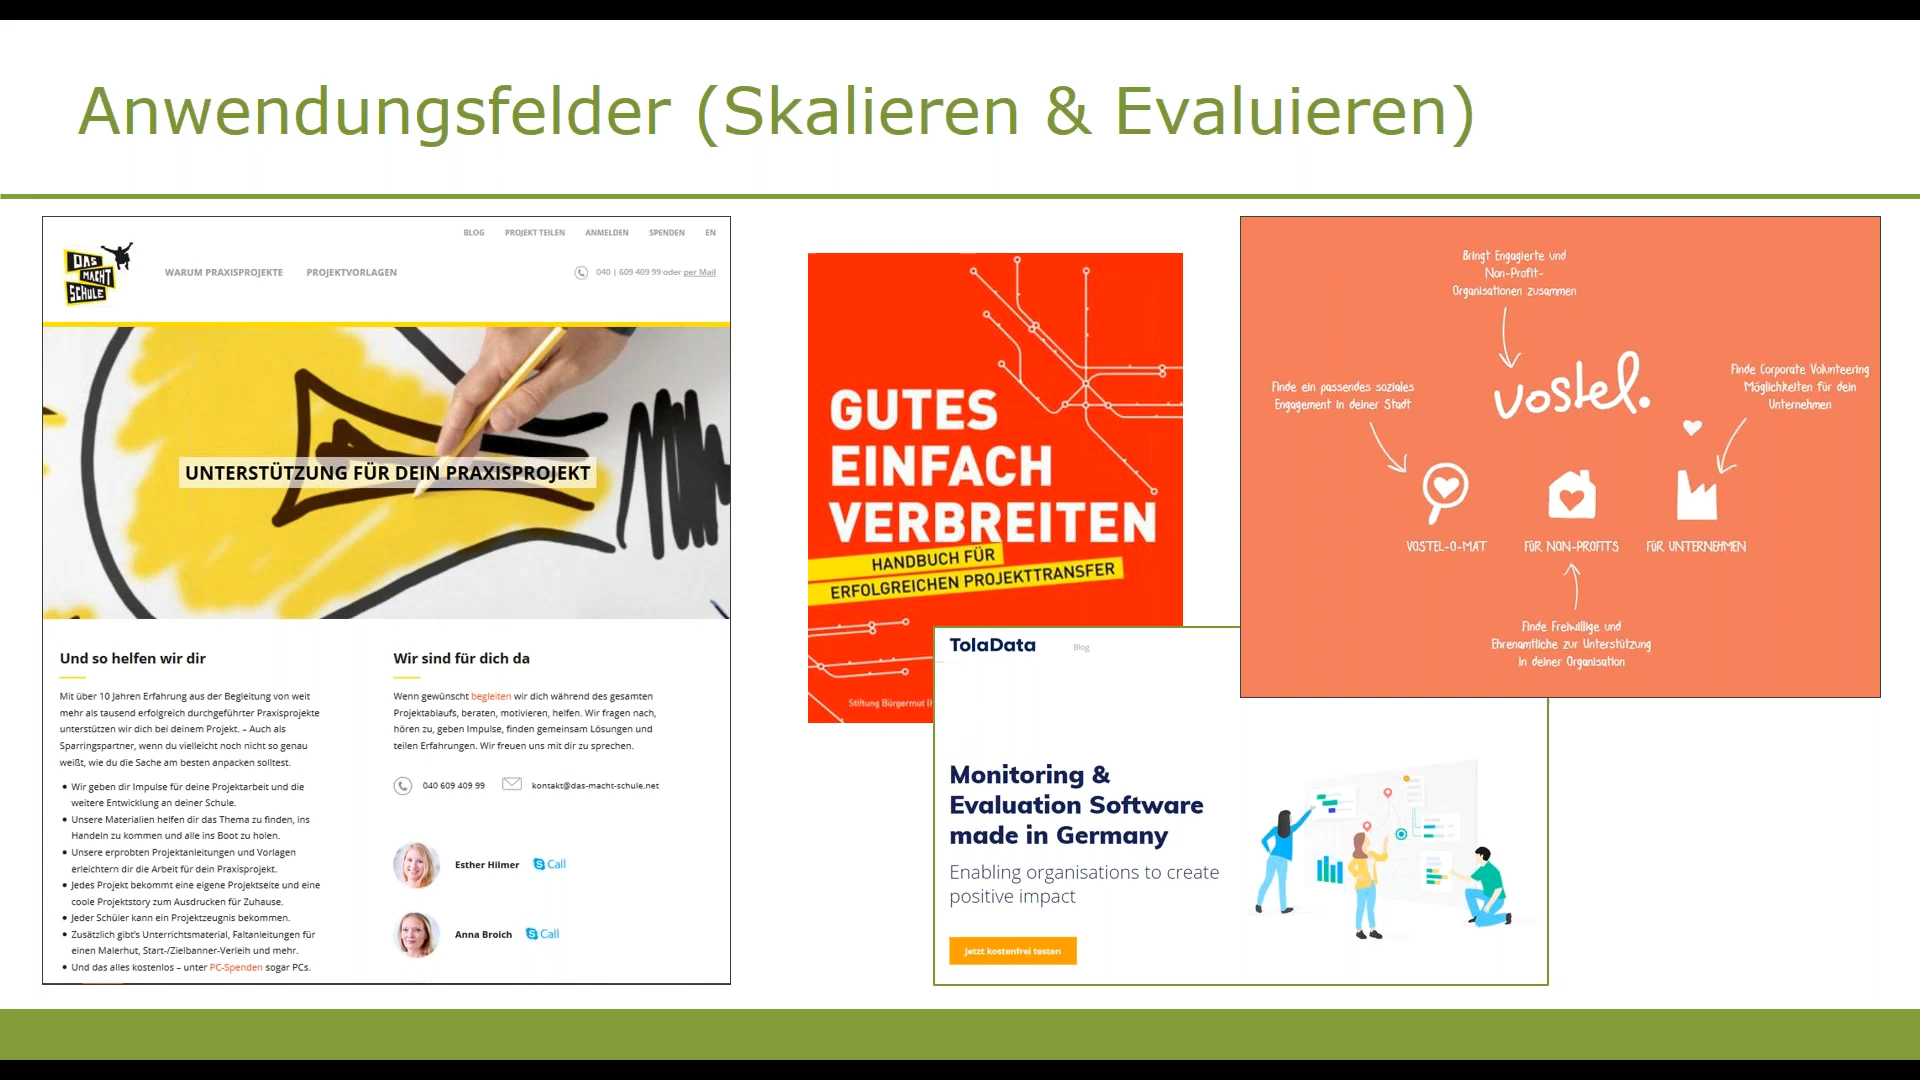 Anwendungsfelder (Skalieren & Evaluieren)
BLOG PROJEKT TEILEN ANMELDEN SPENDEN EN
DAS
MACHT
SCHULE
WARUM PRAXISPROJEKTE PROJEKTVORLAGEN
040 | 609 409 99 oder per Mail
UNTERSTÜTZUNG FÜR DEIN PRAXISPROJEKT
Und so helfen wir dir
Mit über 10 Jahren Erfahrung aus der Begleitung von weit
mehr als tausend erfolgreich durchgeführter Praxisprojekte
unterstützen wir dich bei deinem Projekt. – Auch als
Sparringspartner, wenn du vielleicht noch nicht so genau
weißt, wie du die Sache am besten anpacken solltest.
• Wir geben dir Impulse für deine Projektarbeit und die
weitere Entwicklung an deiner Schule.
• Unsere Materialien helfen dir das Thema zu finden, ins
Handeln zu kommen und alle ins Boot zu holen.
• Unsere erprobten Projektanleitungen und Vorlagen
erleichtern dir die Arbeit für dein Praxisprojekt.
• Jedes Projekt bekommt eine eigene Projektseite und eine
coole Projektstory zum Ausdrucken für Zuhause.
• Jeder Schüler kann ein Projektzeugnis bekommen.
• Zusätzlich gibt's Unterrichtsmaterial, Faltanleitungen für
einen Malerhut, Start-/Zielbanner-Verleih und mehr.
• Und das alles kostenlos – unter PC-Spenden sogar PCs.
Wir sind für dich da
Wenn gewünscht begleiten wir dich während des gesamten
Projektablaufs, beraten, motivieren, helfen. Wir fragen nach,
hören zu, geben Impulse, finden gemeinsam Lösungen und
teilen Erfahrungen. Wir freuen uns mit dir zu sprechen.
040 609 409 99 kontakt@das-macht-schule.net
Esther Hilmer Call
Anna Broich Call
GUTES
EINFACH
VERBREITEN
HANDBUCH FÜR
ERFOLGREICHEN PROJEKTTRANSFER
Stiftung Bürgermut
TolaData Blog
Monitoring &
Evaluation Software
made in Germany
Enabling organisations to create
positive impact
Jetzt kostenfrei testen
Bringt Engagierte und
Non-Profit-
Organisationen zusammen
vostel.
Finde ein passendes soziales
Engagement in deiner Stadt
Finde Corporate Volunteering
Möglichkeiten für dein
Unternehmen
VOSTEL-O-MAT FÜR NON-PROFITS FÜR UNTERNEHMEN
Finde Freiwillige und
Ehrenamtliche zur Unterstützung
in deiner Organisation